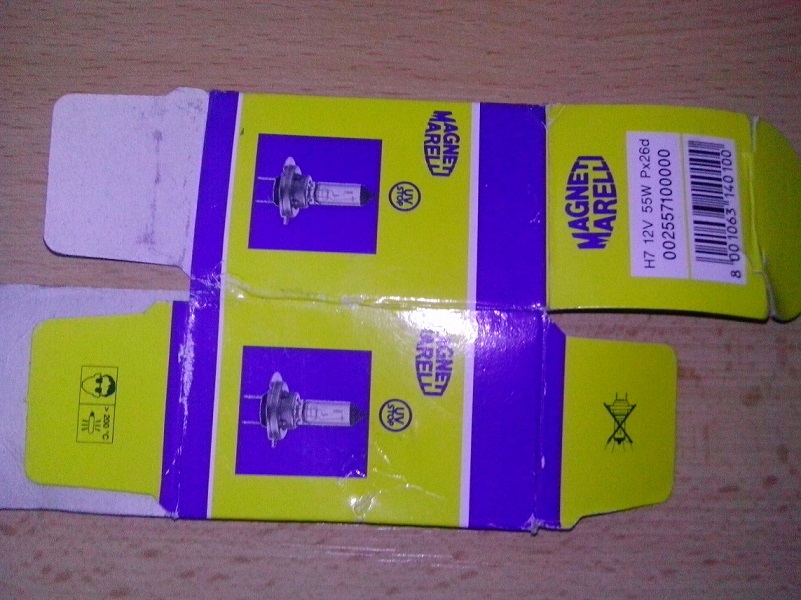 MAGNETI
MARELLI
UV
STOP
MAGNETI
MARELLI
H7 12V 55W Px26d
002557100000
8 001063 140100
MAGNETI
MARELLI
UV
STOP
> 200 °C